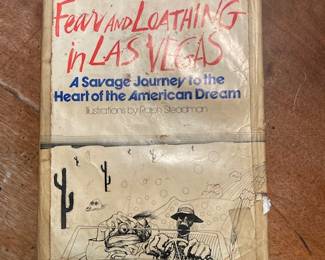 Fear AND LOATHING
in LAS VEGAS
A Savage Journey to the
Heart of the American Dream
Illustrations by Ralph Steadman